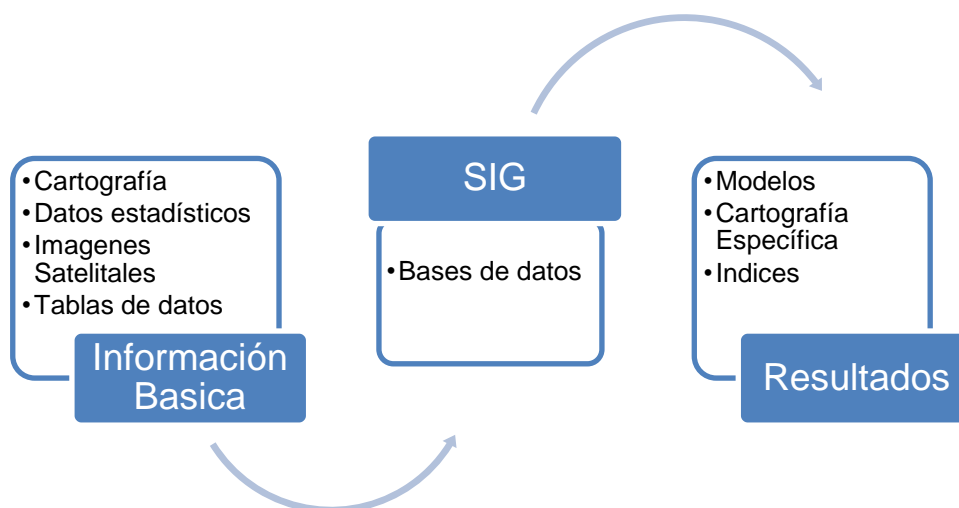 •Cartografía
•Datos estadísticos
•Imagenes
Satelitales
•Tablas de datos
Información
Basica
SIG
•Bases de datos
•Modelos
•Cartografía
Específica
•Indices
Resultados